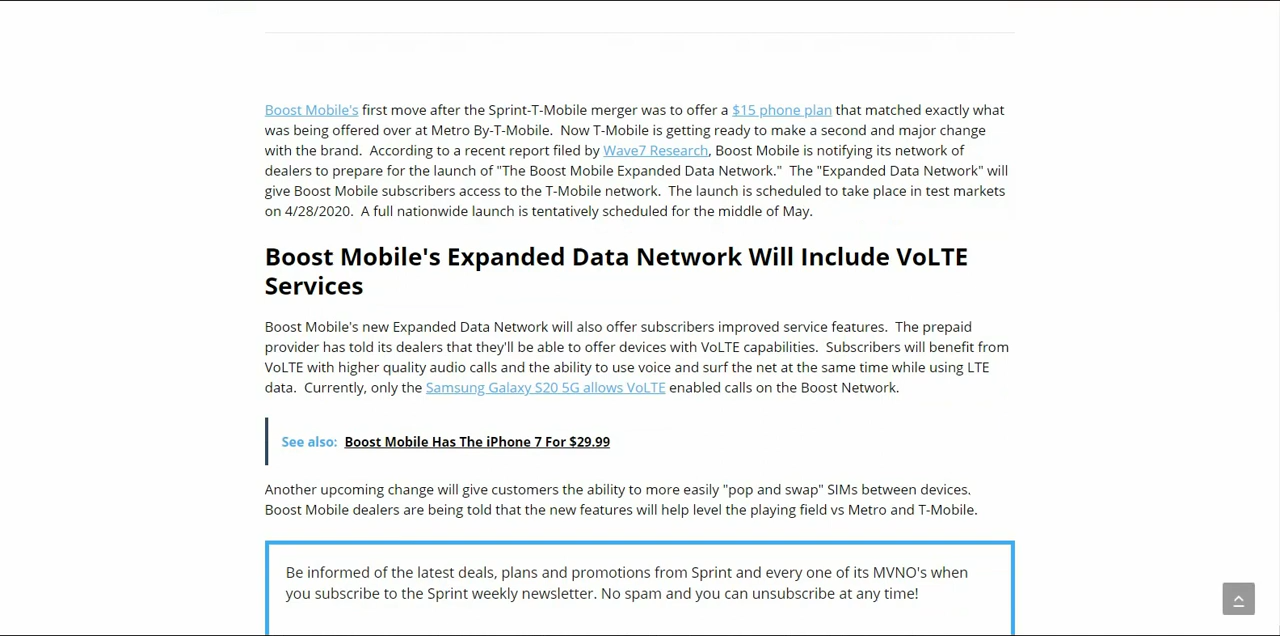 Boost Mobile's first move after the Sprint-T-Mobile merger was to offer a $15 phone plan that matched exactly what
was being offered over at Metro By-T-Mobile.  Now T-Mobile is getting ready to make a second and major change
with the brand.  According to a recent report filed by Wave7 Research, Boost Mobile is notifying its network of
dealers to prepare for the launch of "The Boost Mobile Expanded Data Network."  The "Expanded Data Network" will
give Boost Mobile subscribers access to the T-Mobile network.  The launch is scheduled to take place in test markets
on 4/28/2020.  A full nationwide launch is tentatively scheduled for the middle of May.
Boost Mobile's Expanded Data Network Will Include VoLTE
Services
Boost Mobile's new Expanded Data Network will also offer subscribers improved service features.  The prepaid
provider has told its dealers that they'll be able to offer devices with VoLTE capabilities.  Subscribers will benefit from
VoLTE with higher quality audio calls and the ability to use voice and surf the net at the same time while using LTE
data.  Currently, only the Samsung Galaxy S20 5G allows VoLTE enabled calls on the Boost Network.
See also:  Boost Mobile Has The iPhone 7 For $29.99
Another upcoming change will give customers the ability to more easily "pop and swap" SIMs between devices.
Boost Mobile dealers are being told that the new features will help level the playing field vs Metro and T-Mobile.
Be informed of the latest deals, plans and promotions from Sprint and every one of its MVNO's when
you subscribe to the Sprint weekly newsletter. No spam and you can unsubscribe at any time!